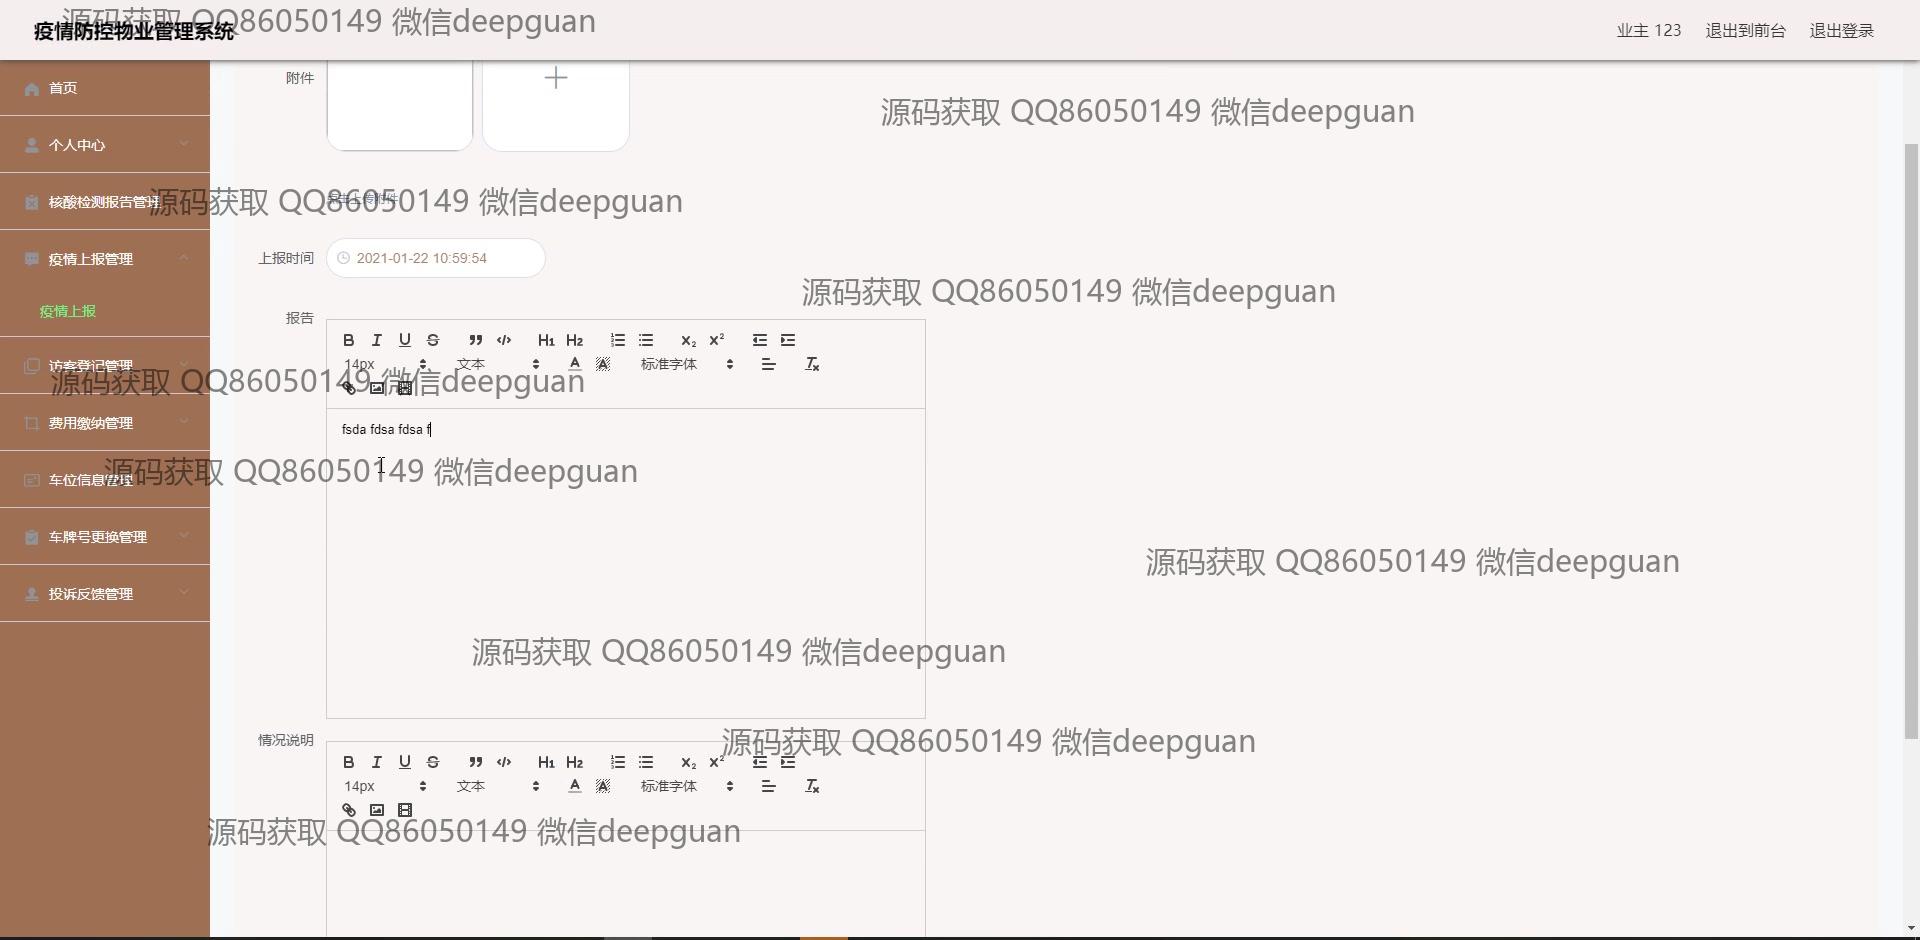 疫情防控物业管理系统
源码获取 QQ86050149 微信deepguan
业主 123 退出到前台 退出登录
首页
附件
源码获取 QQ86050149 微信deepguan
个人中心
核酸检测报告管理
源码获取 QQ86050149 微信deepguan
点击上传附件
疫情上报管理
上报时间
2021-01-22 10:59:54
源码获取 QQ86050149 微信deepguan
疫情上报
报告
B I U S H1 H2 X2 X2
14px 文本 A A 标准字体 Tx
访客登记管理
源码获取 QQ86050149 微信deepguan
费用缴纳管理
fsda fdsa fdsa f
车位信息管理
源码获取 QQ86050149 微信deepguan
车牌号更换管理
源码获取 QQ86050149 微信deepguan
投诉反馈管理
源码获取 QQ86050149 微信deepguan
情况说明
源码获取 QQ86050149 微信deepguan
B I U S H1 H2 X2 X2
14px 文本 A A 标准字体 Tx
源码获取 QQ86050149 微信deepguan